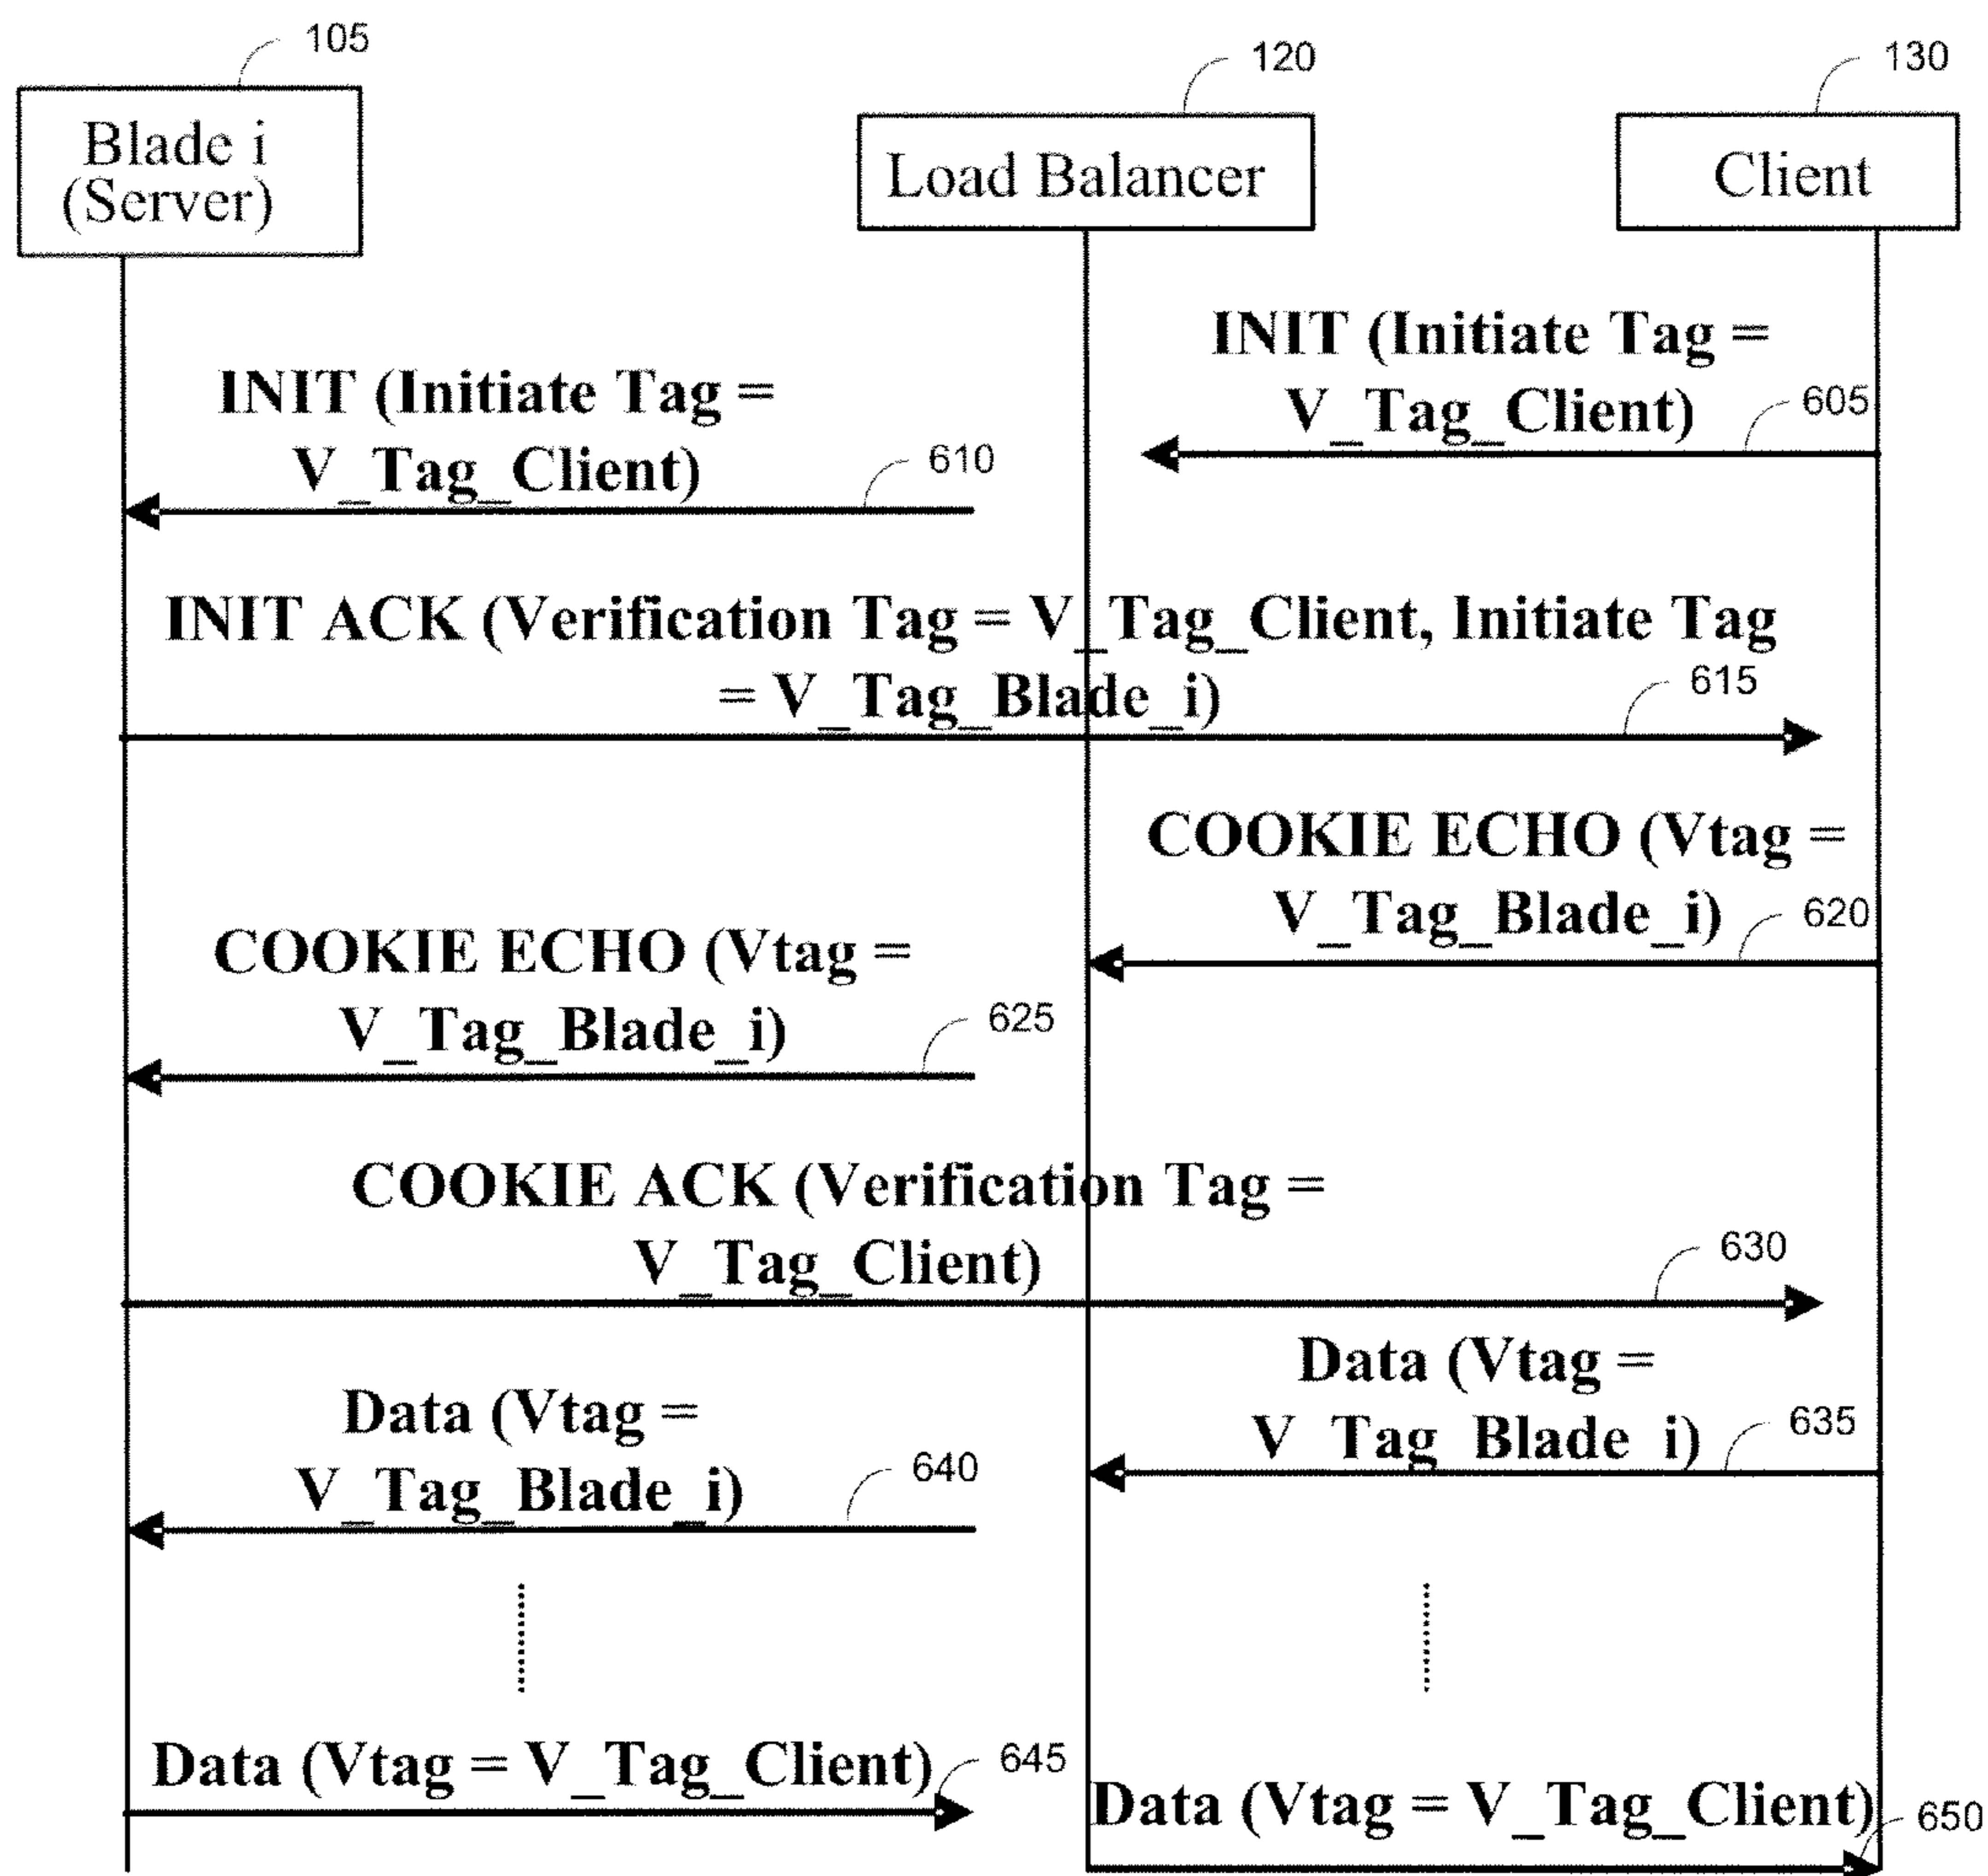 105
120
130
Blade i
(Server)
Load Balancer
Client
INIT (Initiate Tag =
V_Tag_Client)
605
INIT (Initiate Tag =
V_Tag_Client)
610
INIT ACK (Verification Tag = V_Tag_Client, Initiate Tag
= V_Tag_Blade_i)
615
COOKIE ECHO (Vtag =
V_Tag_Blade_i)
620
COOKIE ECHO (Vtag =
V_Tag_Blade_i)
625
COOKIE ACK (Verification Tag =
V_Tag_Client)
630
Data (Vtag =
V_Tag_Blade_i)
635
Data (Vtag =
V_Tag_Blade_i)
640
Data (Vtag = V_Tag_Client)
645
Data (Vtag = V_Tag_Client)
650